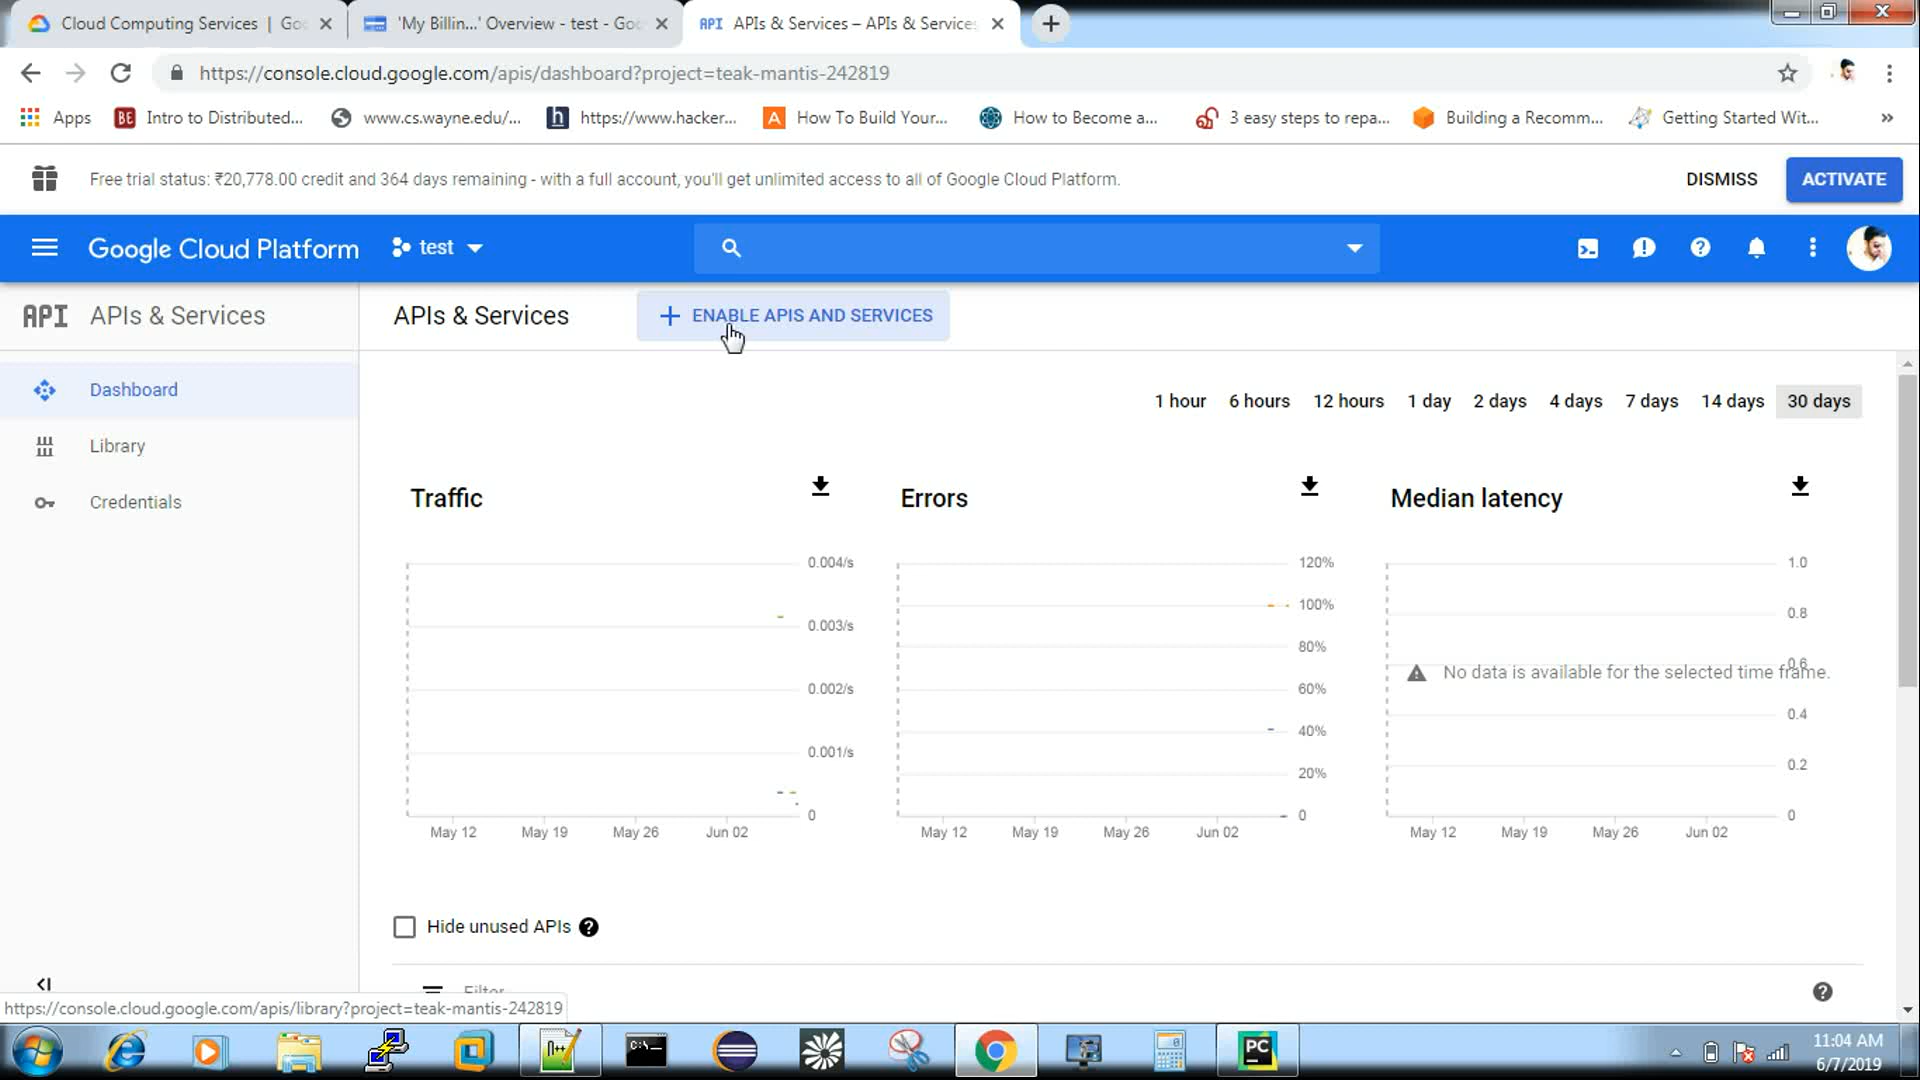 Cloud Computing Services | Goo
'My Billin...' Overview - test - Goo
API APIs & Services – APIs & Services
https://console.cloud.google.com/apis/dashboard?project=teak-mantis-242819
Apps
BE Intro to Distributed...
www.cs.wayne.edu/...
h https://www.hacker...
A How To Build Your...
How to Become a...
3 easy steps to repa...
Building a Recomm...
Getting Started Wit...
»
Free trial status: ₹20,778.00 credit and 364 days remaining - with a full account, you'll get unlimited access to all of Google Cloud Platform.
DISMISS
ACTIVATE
Google Cloud Platform
test
API APIs & Services
APIs & Services
ENABLE APIS AND SERVICES
Dashboard
Library
Credentials
1 hour 6 hours 12 hours 1 day 2 days 4 days 7 days 14 days 30 days
Traffic
0.004/s
0.003/s
0.002/s
0.001/s
0
May 12 May 19 May 26 Jun 02
Errors
120%
100%
80%
60%
40%
20%
0
May 12 May 19 May 26 Jun 02
Median latency
1.0
0.8
0.6
No data is available for the selected time frame.
0.4
0.2
0
May 12 May 19 May 26 Jun 02
Hide unused APIs
Filter
https://console.cloud.google.com/apis/library?project=teak-mantis-242819
PC
11:04 AM
6/7/2019